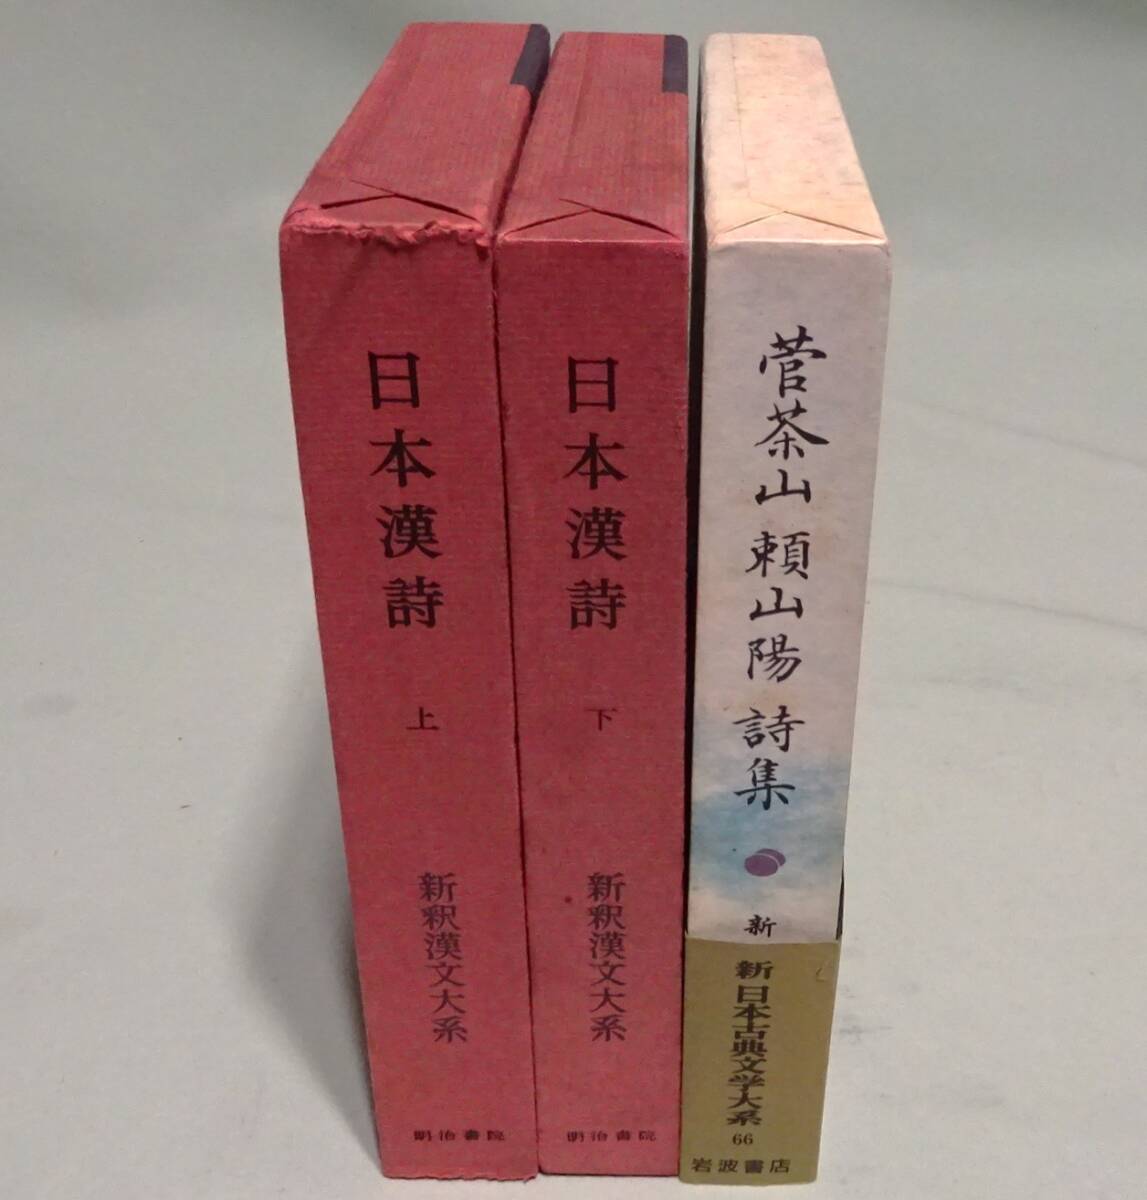 日本漢詩
上
新釈漢文大系
明治書院
日本漢詩
下
新釈漢文大系
明治書院
菅茶山 頼山陽 詩集
新
新日本古典文学大系
66
岩波書店